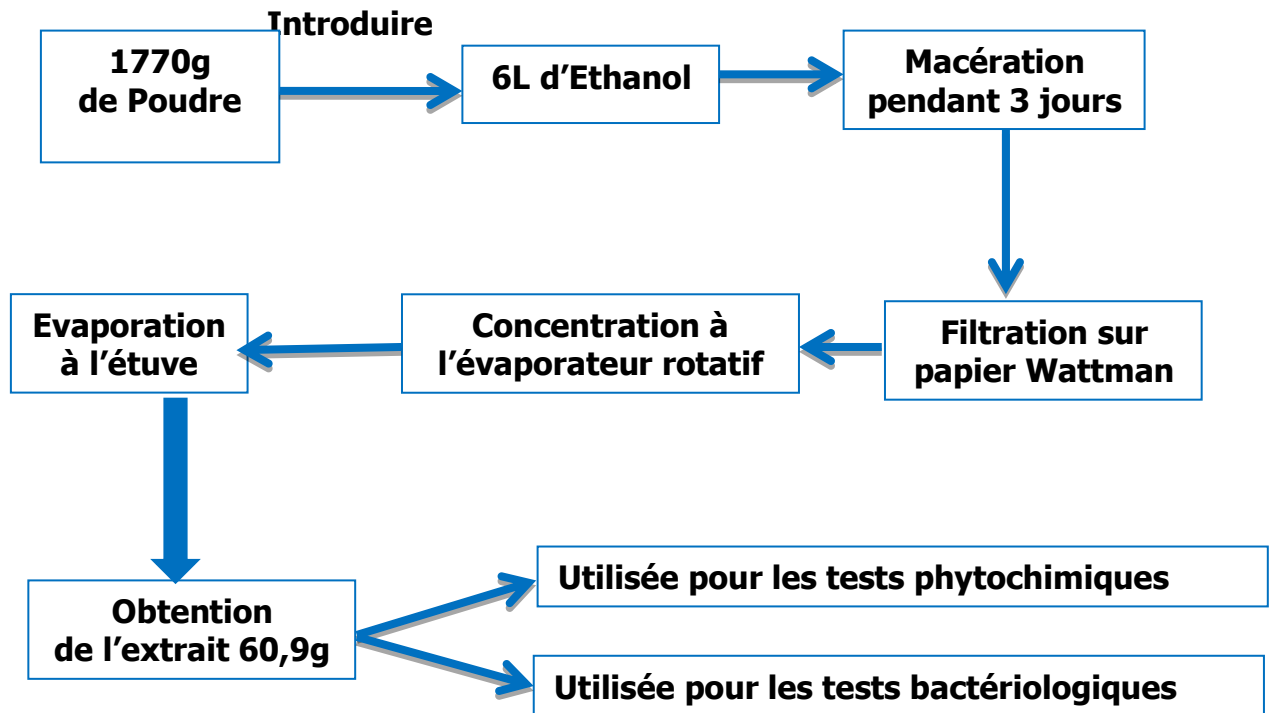 Introduire
1770g
de Poudre
6L d’Ethanol
Macération
pendant 3 jours
Filtration sur
papier Wattman
Concentration à
l’évaporateur rotatif
Evaporation
à l’étuve
Obtention
de l’extrait 60,9g
Utilisée pour les tests phytochimiques
Utilisée pour les tests bactériologiques